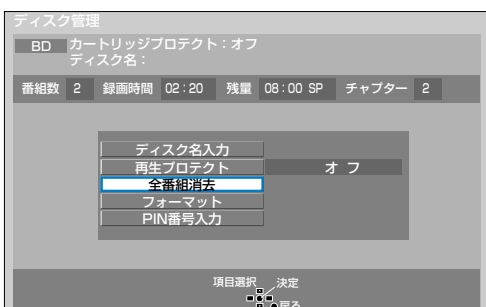 ディスク管理
BD カートリッジプロテクト：オフ
ディスク名：
番組数 2 録画時間 02:20 残量 08:00 SP チャプター 2
ディスク名入力
再生プロテクト オフ
全番組消去
フォーマット
PIN番号入力
項目選択 決定
戻る